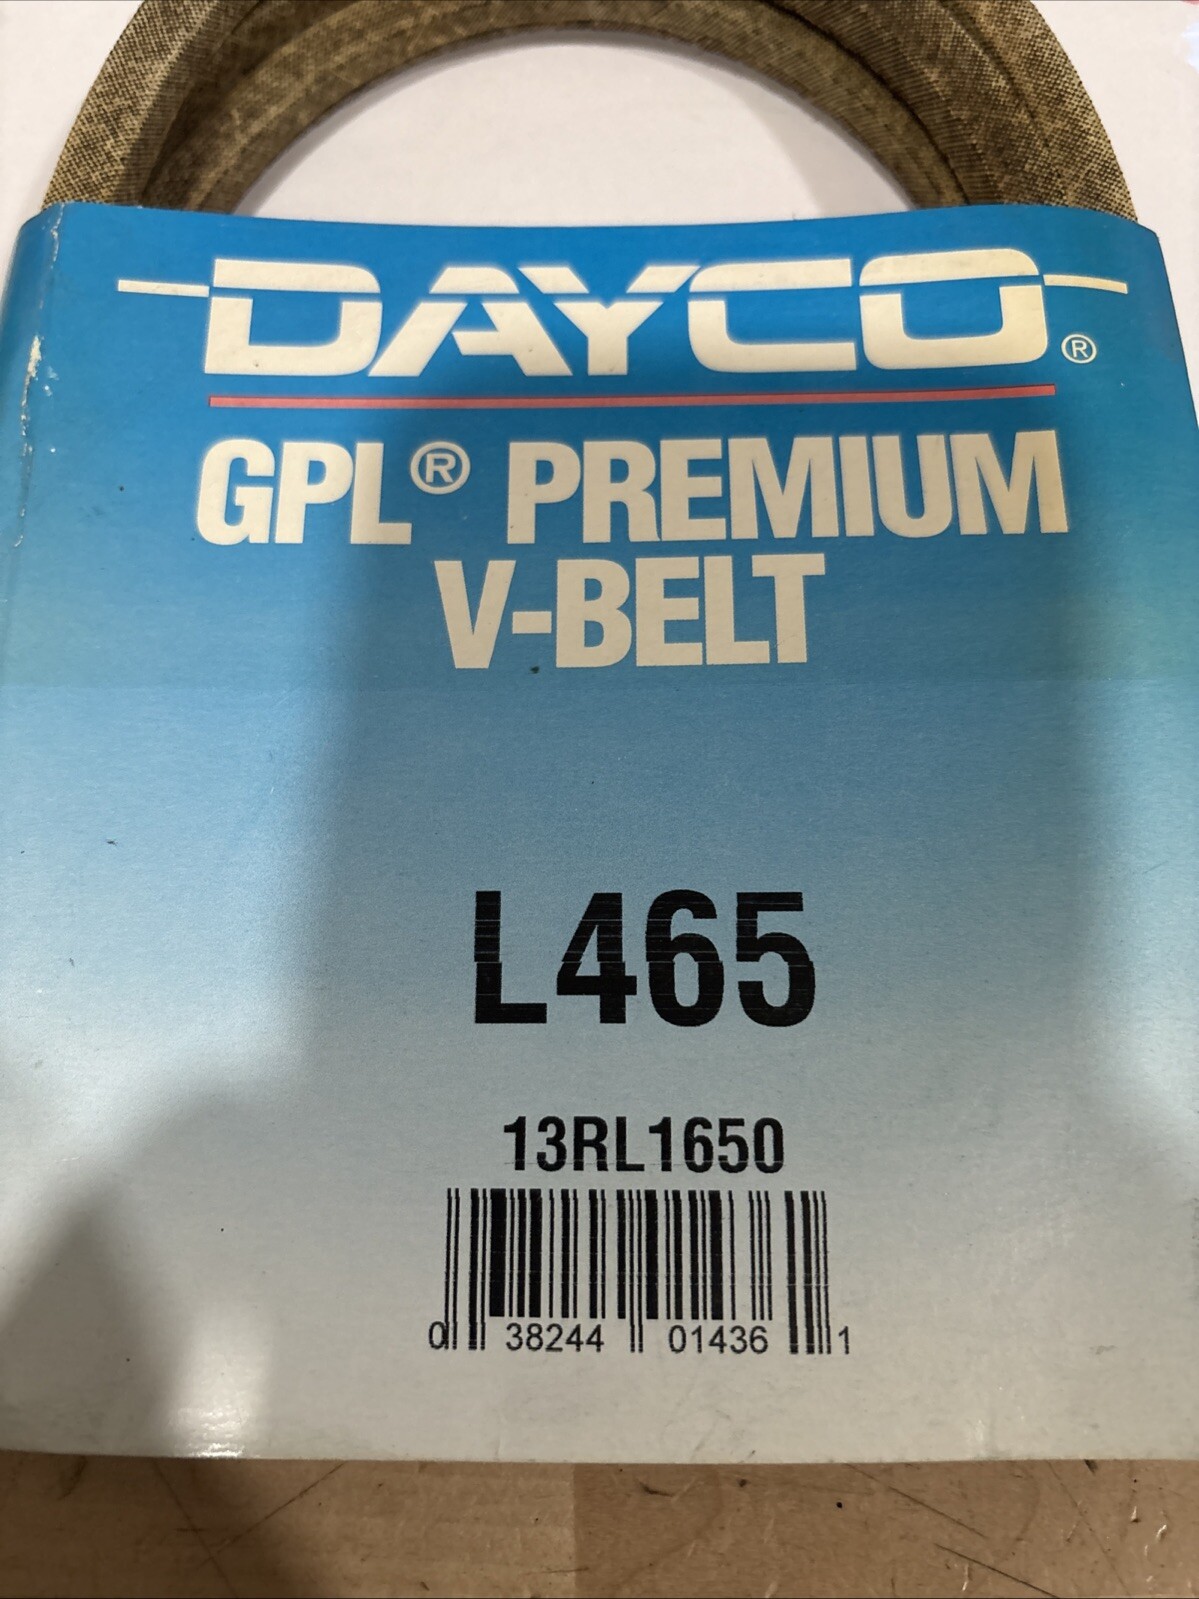 DAYCO®
GPL® PREMIUM
V-BELT
L465
13RL1650
0 38244 01436 1